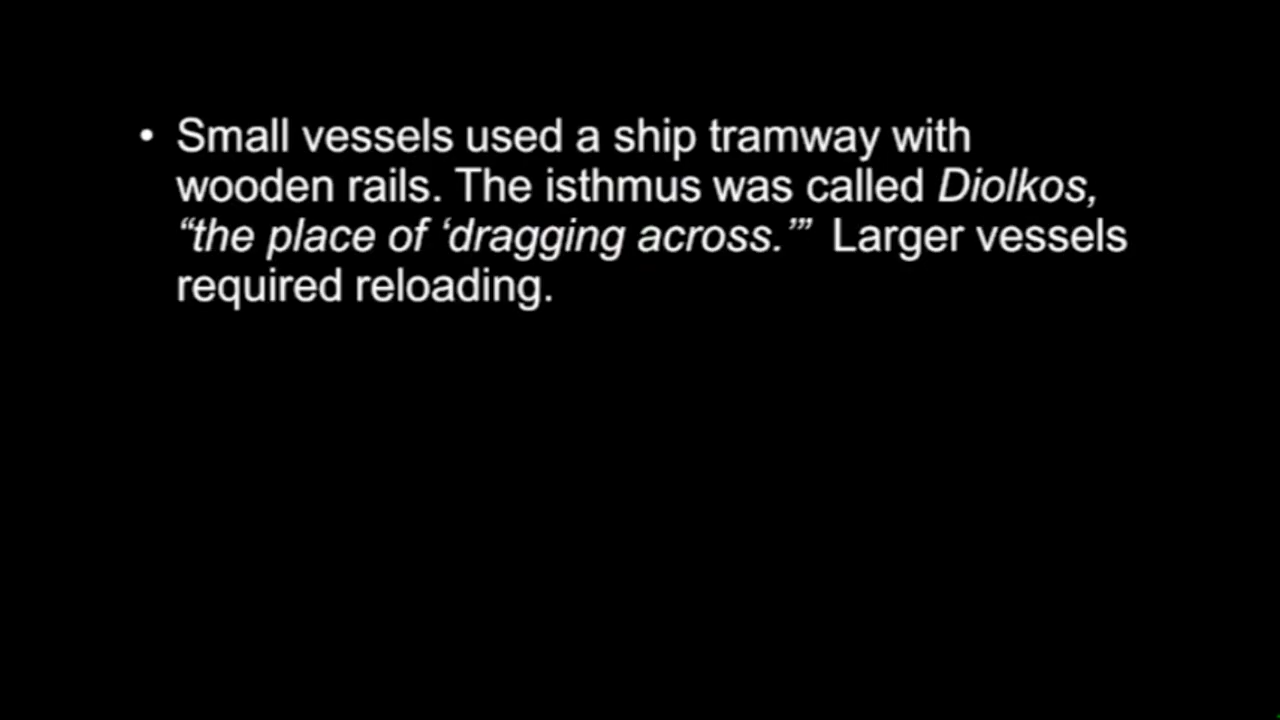 • Small vessels used a ship tramway with
wooden rails. The isthmus was called Diolkos,
“the place of ‘dragging across.’” Larger vessels
required reloading.